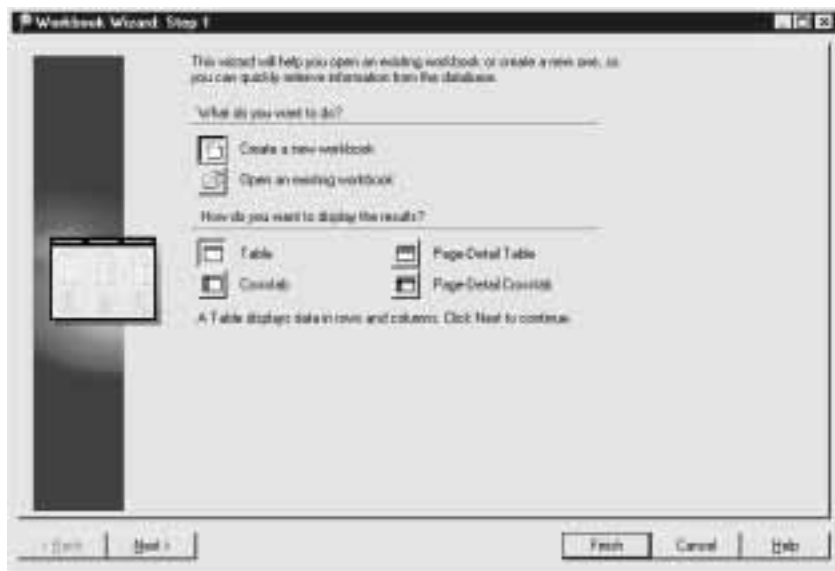 Workbook Wizard: Step 1
This wizard will help you open an existing workbook or create a new one, so
you can quickly retrieve information from the database.
What do you want to do?
Create a new workbook
Open an existing workbook
How do you want to display the results?
Table
Page-Detail Table
Crosstab
Page-Detail Crosstab
A Table displays data in rows and columns. Click Next to continue.
< Back
Next >
Finish
Cancel
Help